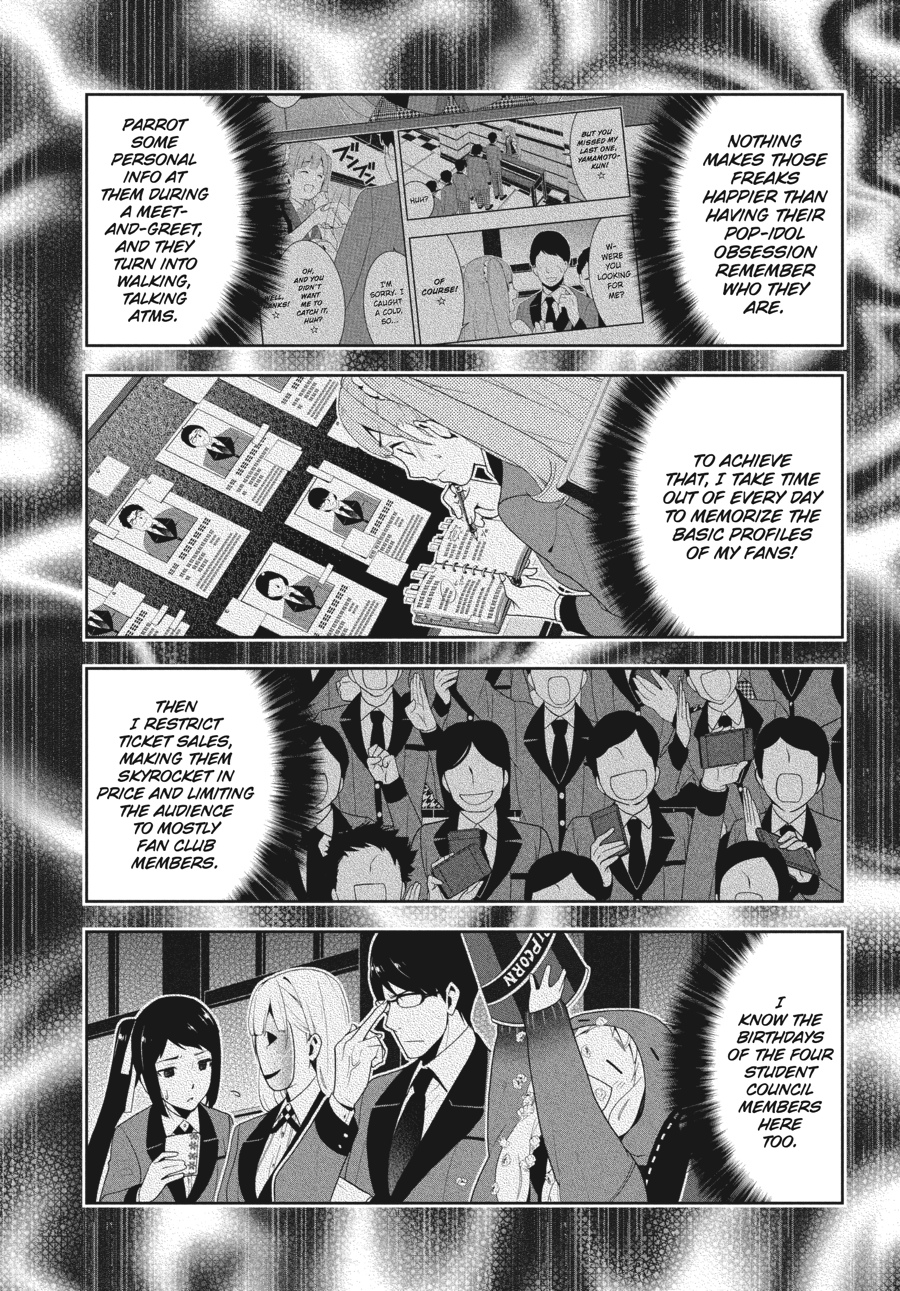 NOTHING
MAKES THOSE
FREAKS
HAPPIER THAN
HAVING THEIR
POP-IDOL
OBSESSION
REMEMBER
WHO THEY
ARE.
BUT YOU
MISSED MY
LAST ONE,
YAMAMOTO-
KUN!
☆
HUH?
W-
WERE
YOU
LOOKING
FOR
ME?
OF
COURSE!
☆
ズンズン
I'M
SORRY. I
CAUGHT
A COLD,
SO...
OH,
AND YOU
DIDN'T
WANT
ME TO
CATCH IT,
HUH?
☆
WELL,
☆
PARROT
SOME
PERSONAL
INFO AT
THEM DURING
A MEET-
AND-GREET,
AND THEY
TURN INTO
WALKING,
TALKING
ATMS.
TO ACHIEVE
THAT, I TAKE TIME
OUT OF EVERY DAY
TO MEMORIZE THE
BASIC PROFILES
OF MY FANS!
THEN
I RESTRICT
TICKET SALES,
MAKING THEM
SKYROCKET IN
PRICE AND LIMITING
THE AUDIENCE
TO MOSTLY
FAN CLUB
MEMBERS.
I
KNOW THE
BIRTHDAYS
OF THE FOUR
STUDENT
COUNCIL
MEMBERS
HERE
TOO.